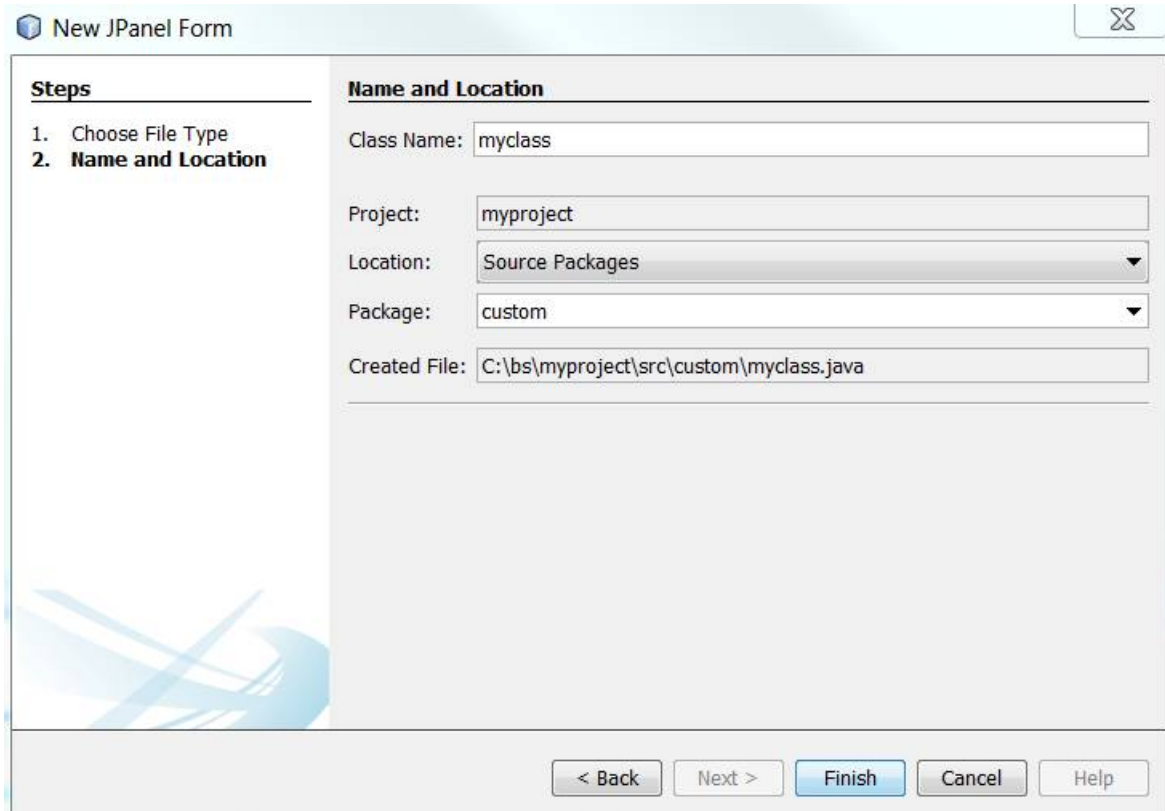 New JPanel Form
Steps
1. Choose File Type
2. Name and Location
Name and Location
Class Name: myclass
Project: myproject
Location: Source Packages
Package: custom
Created File: C:\bs\myproject\src\custom\myclass.java
< Back Next > Finish Cancel Help